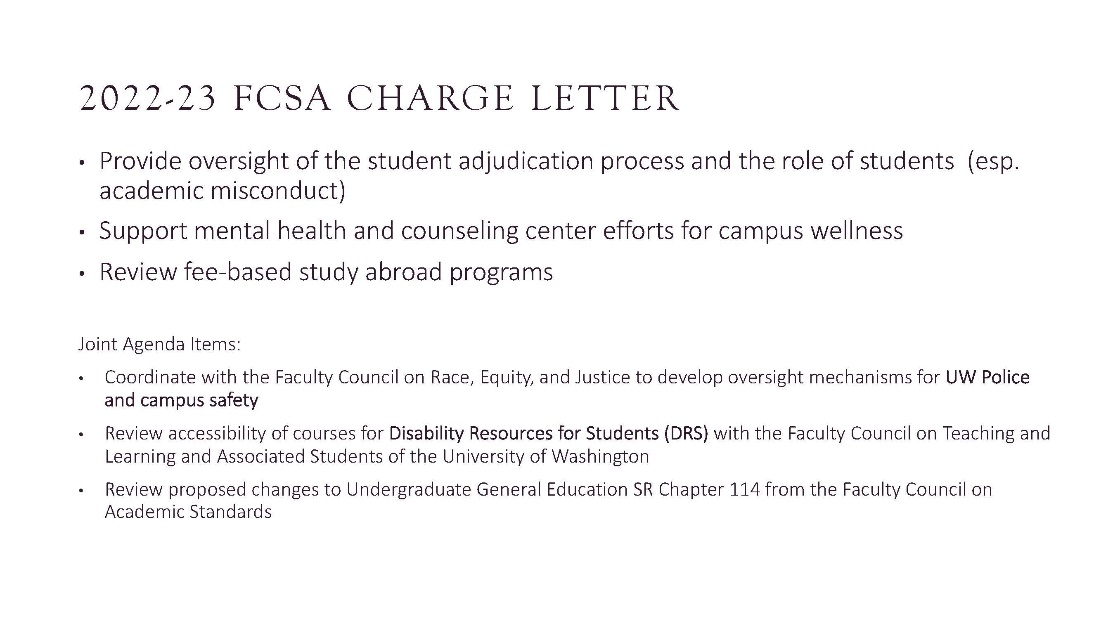 2022-23 FCSA CHARGE LETTER
• Provide oversight of the student adjudication process and the role of students (esp.
academic misconduct)
• Support mental health and counseling center efforts for campus wellness
• Review fee-based study abroad programs
Joint Agenda Items:
• Coordinate with the Faculty Council on Race, Equity, and Justice to develop oversight mechanisms for UW Police
and campus safety
• Review accessibility of courses for Disability Resources for Students (DRS) with the Faculty Council on Teaching and
Learning and Associated Students of the University of Washington
• Review proposed changes to Undergraduate General Education SR Chapter 114 from the Faculty Council on
Academic Standards